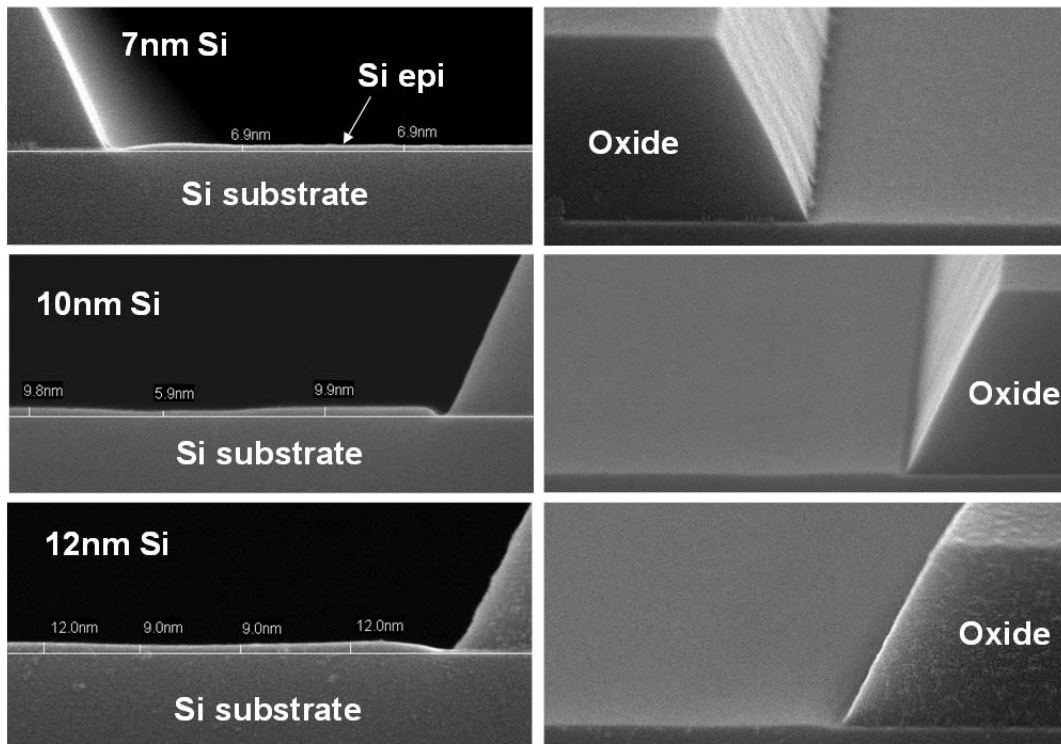 7nm Si
Si epi
6.9nm 6.9nm
Si substrate
Oxide
10nm Si
9.8nm 5.9nm 9.9nm
Si substrate
Oxide
12nm Si
12.0nm 9.0nm 9.0nm 12.0nm
Si substrate
Oxide